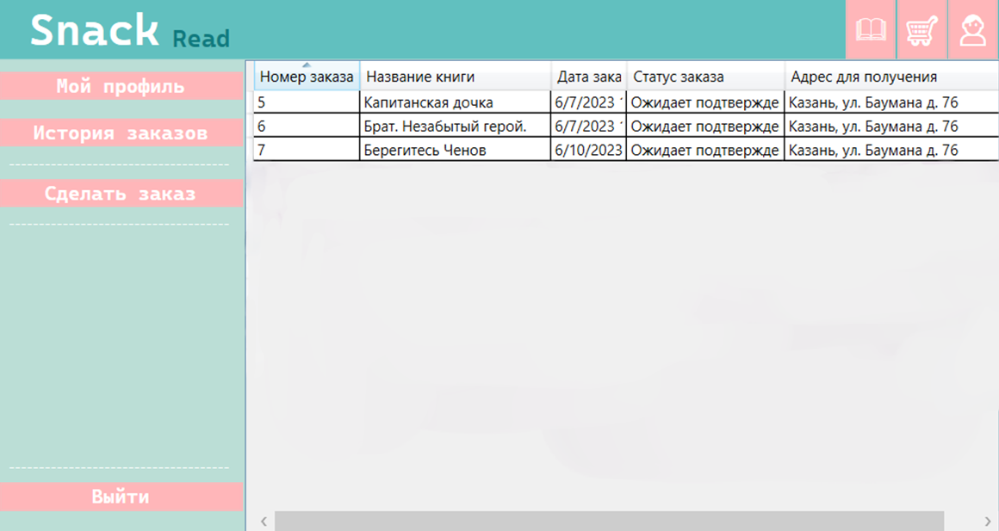 Snack Read
Мой профиль
История заказов
Сделать заказ
Выйти
Номер заказа Название книги Дата зака Статус заказа Адрес для получения
5 Капитанская дочка 6/7/2023 Ожидает подтвержде Казань, ул. Баумана д. 76
6 Брат. Незабытый герой. 6/7/2023 Ожидает подтвержде Казань, ул. Баумана д. 76
7 Берегитесь Ченов 6/10/2023 Ожидает подтвержде Казань, ул. Баумана д. 76